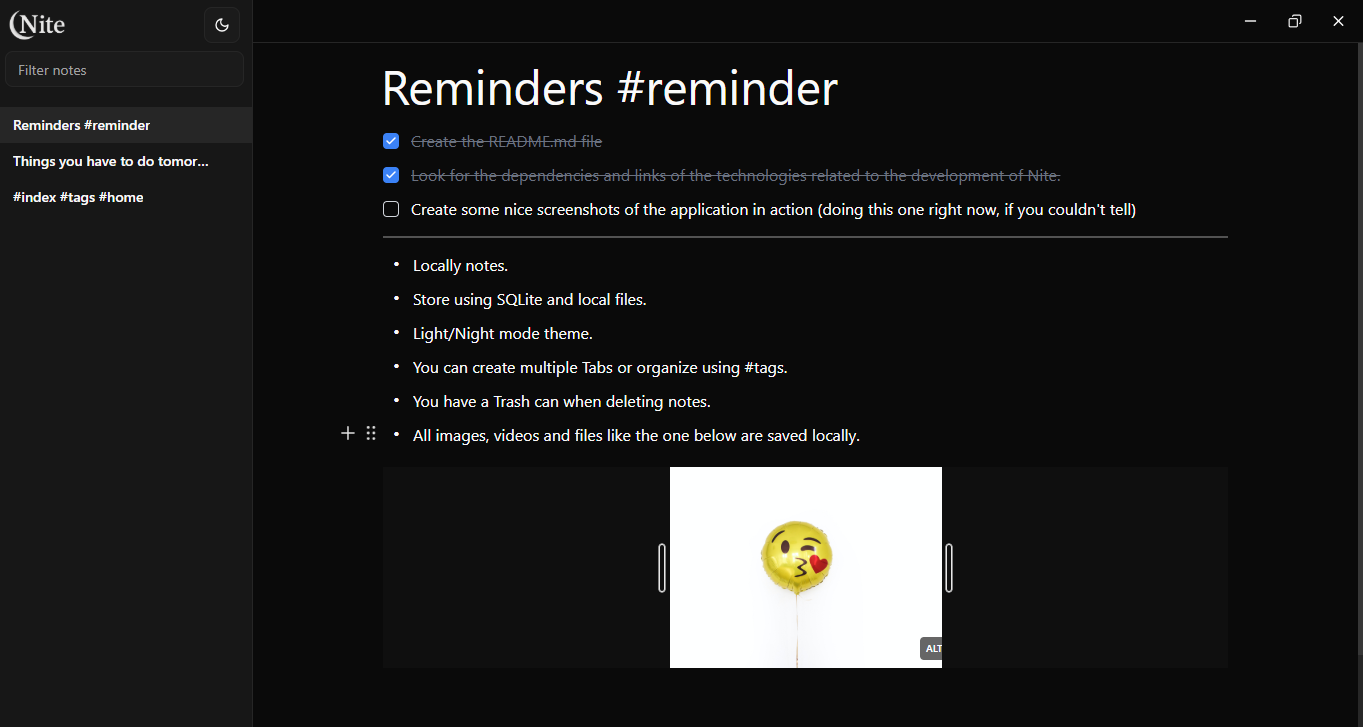 Nite
Filter notes
Reminders #reminder
Things you have to do tomor...
#index #tags #home
Reminders #reminder
Create the README.md file
Look for the dependencies and links of the technologies related to the development of Nite.
Create some nice screenshots of the application in action (doing this one right now, if you couldn't tell)
• Locally notes.
• Store using SQLite and local files.
• Light/Night mode theme.
• You can create multiple Tabs or organize using #tags.
• You have a Trash can when deleting notes.
• All images, videos and files like the one below are saved locally.
ALT